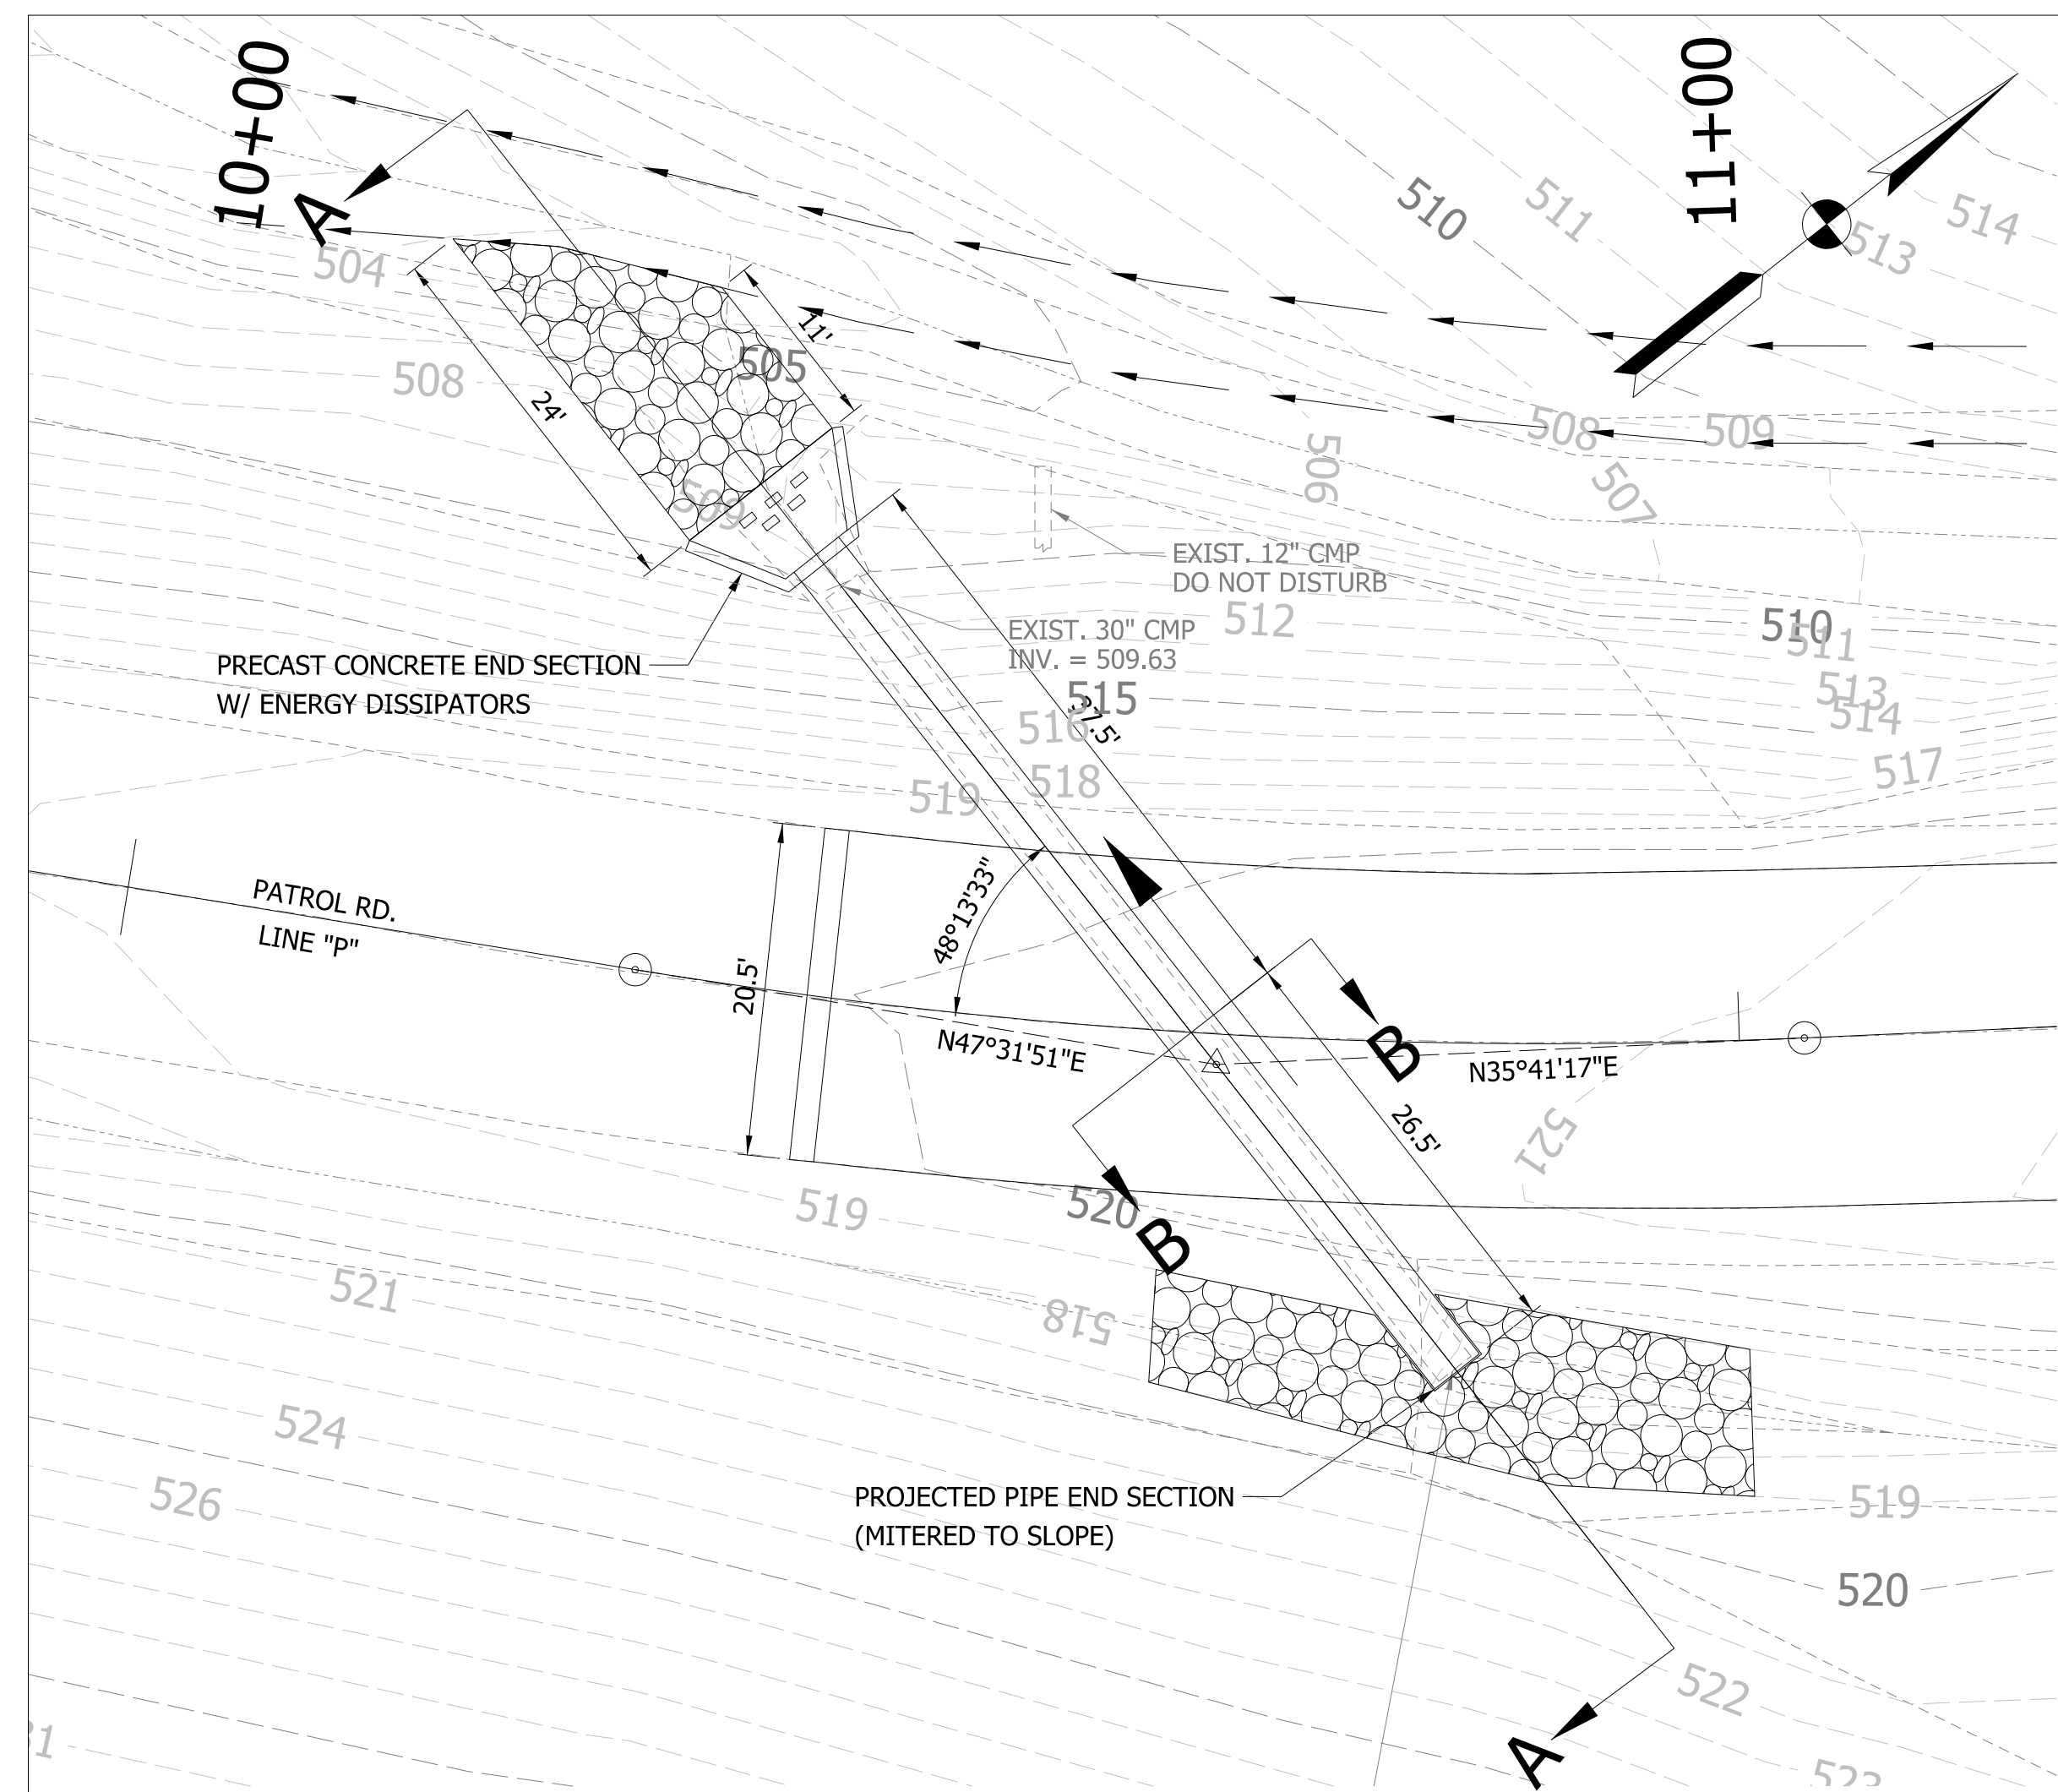 10+00
11+00
A
504
508
24'
11'
505
509
510
511
514
513
508
509
507
506
EXIST. 12" CMP
DO NOT DISTURB
512
EXIST. 30" CMP
INV. = 509.63
510
511
513
514
517
515
516
37.5'
518
519
PRECAST CONCRETE END SECTION
W/ ENERGY DISSIPATORS
PATROL RD.
LINE "P"
20.5'
48°13'33"
N47°31'51"E
B
N35°41'17"E
26.5'
521
519
520
B
518
521
524
526
PROJECTED PIPE END SECTION
(MITERED TO SLOPE)
519
520
522
523
A